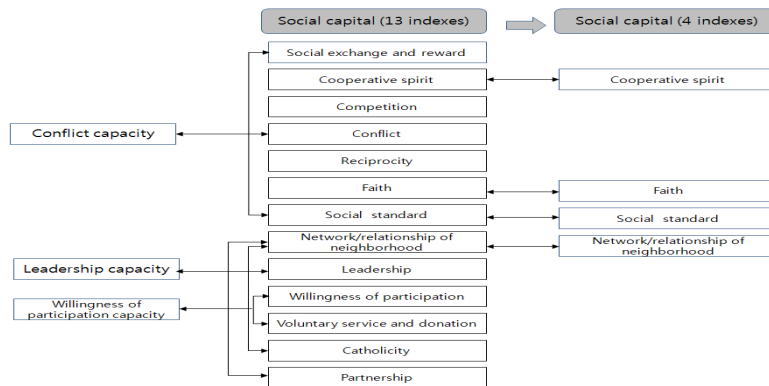 Social capital (13 indexes)
Social capital (4 indexes)
Social exchange and reward
Cooperative spirit
Cooperative spirit
Competition
Conflict capacity
Conflict
Reciprocity
Faith
Faith
Social standard
Social standard
Network/relationship of
neighborhood
Network/relationship of
neighborhood
Leadership capacity
Leadership
Willingness of
participation capacity
Willingness of participation
Voluntary service and donation
Catholicity
Partnership